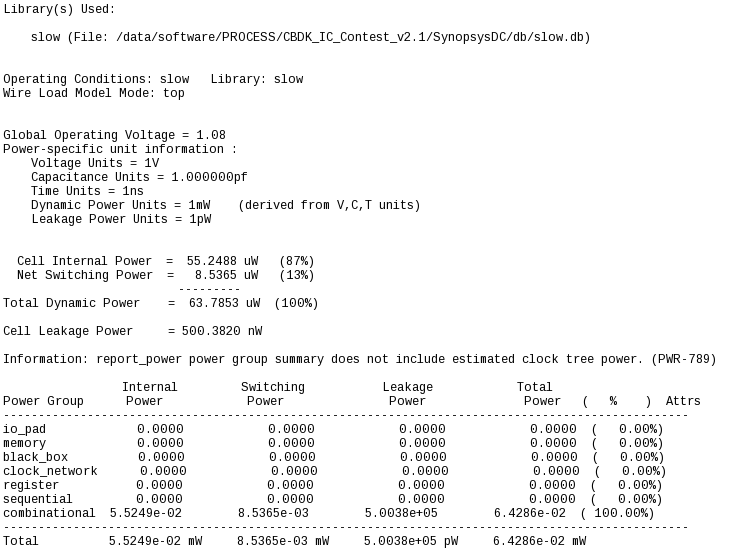 Library(s) Used:
slow (File: /data/software/PROCESS/CBDK_IC_Contest_v2.1/SynopsysDC/db/slow.db)
Operating Conditions: slow   Library: slow
Wire Load Model Mode: top
Global Operating Voltage = 1.08
Power-specific unit information :
Voltage Units = 1V
Capacitance Units = 1.000000pf
Time Units = 1ns
Dynamic Power Units = 1mW    (derived from V,C,T units)
Leakage Power Units = 1pW
Cell Internal Power  =  55.2488 uW   (87%)
Net Switching Power  =   8.5365 uW   (13%)
---------
Total Dynamic Power    =  63.7853 uW  (100%)
Cell Leakage Power     = 500.3820 nW
Information: report_power power group summary does not include estimated clock tree power. (PWR-789)
Internal         Switching           Leakage            Total
Power Group      Power            Power               Power              Power   (   %    )  Attrs
--------------------------------------------------------------------------------------------------
io_pad             0.0000            0.0000            0.0000            0.0000  (   0.00%)
memory             0.0000            0.0000            0.0000            0.0000  (   0.00%)
black_box          0.0000            0.0000            0.0000            0.0000  (   0.00%)
clock_network      0.0000            0.0000            0.0000            0.0000  (   0.00%)
register           0.0000            0.0000            0.0000            0.0000  (   0.00%)
sequential         0.0000            0.0000            0.0000            0.0000  (   0.00%)
combinational  5.5249e-02        8.5365e-03        5.0038e+05        6.4286e-02  ( 100.00%)
--------------------------------------------------------------------------------------------------
Total          5.5249e-02 mW     8.5365e-03 mW     5.0038e+05 pW     6.4286e-02 mW